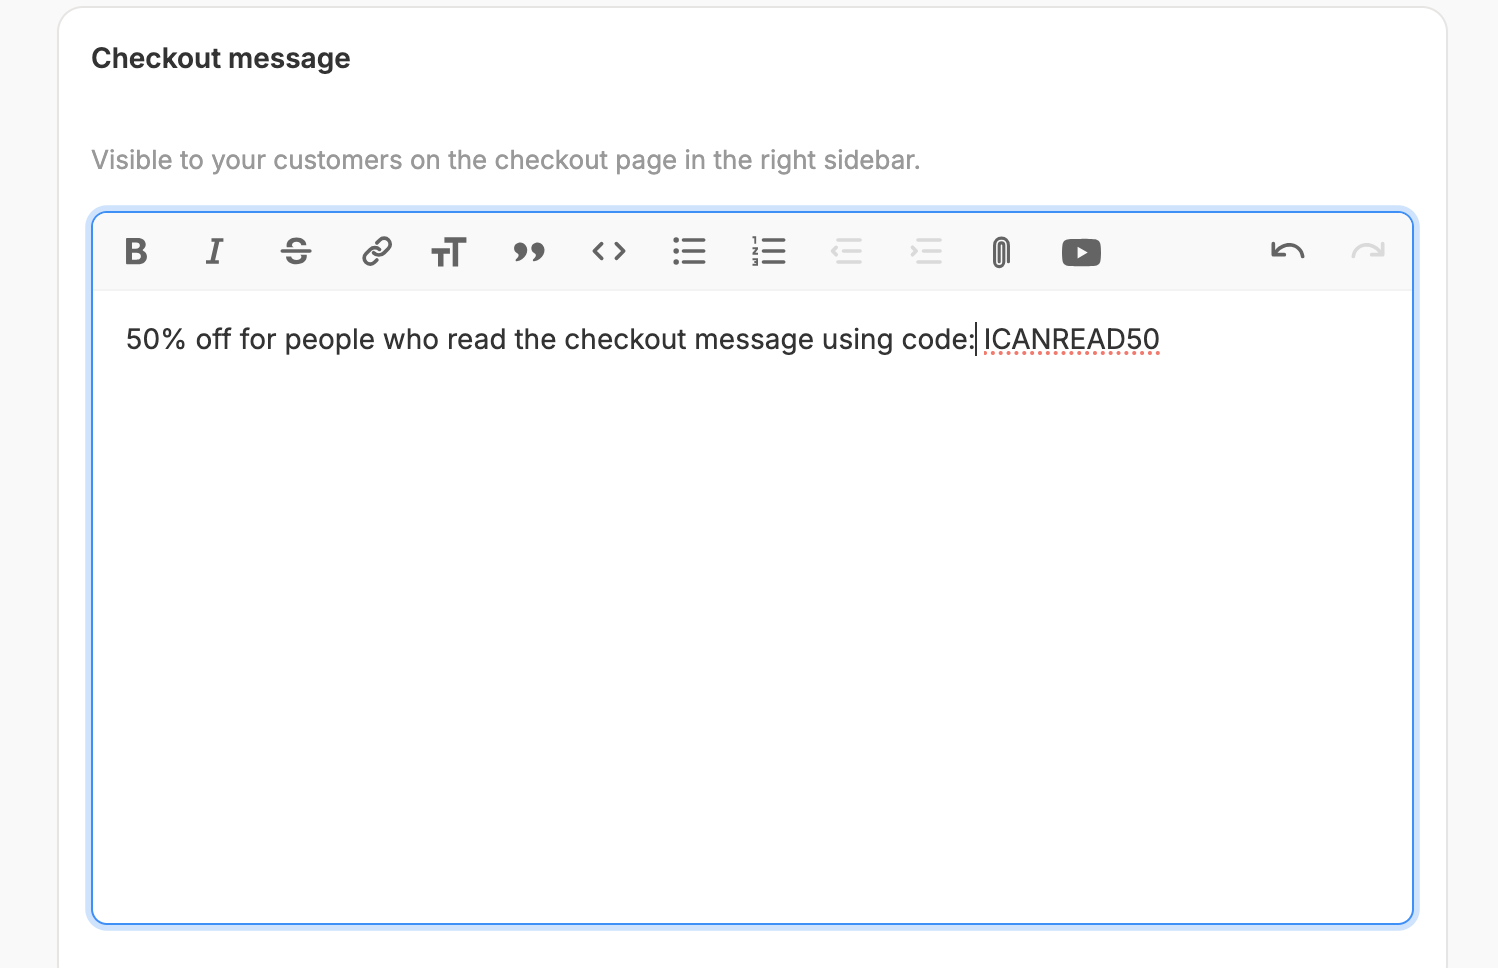 Checkout message
Visible to your customers on the checkout page in the right sidebar.
50% off for people who read the checkout message using code: ICANREAD50